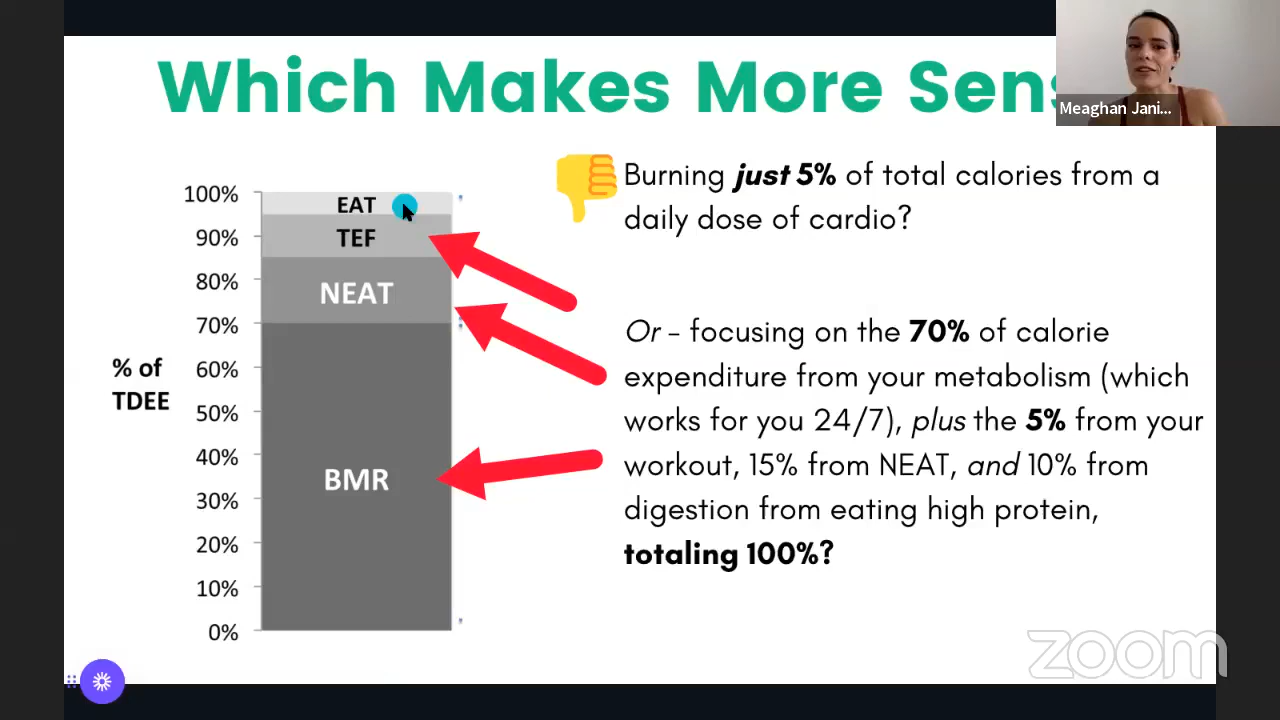 Which Makes More Sens
Meaghan Jani...
Burning just 5% of total calories from a
daily dose of cardio?
Or - focusing on the 70% of calorie
expenditure from your metabolism (which
works for you 24/7), plus the 5% from your
workout, 15% from NEAT, and 10% from
digestion from eating high protein,
totaling 100%?
% of
TDEE
100%
90%
80%
70%
60%
50%
40%
30%
20%
10%
0%
EAT
TEF
NEAT
BMR
zoom